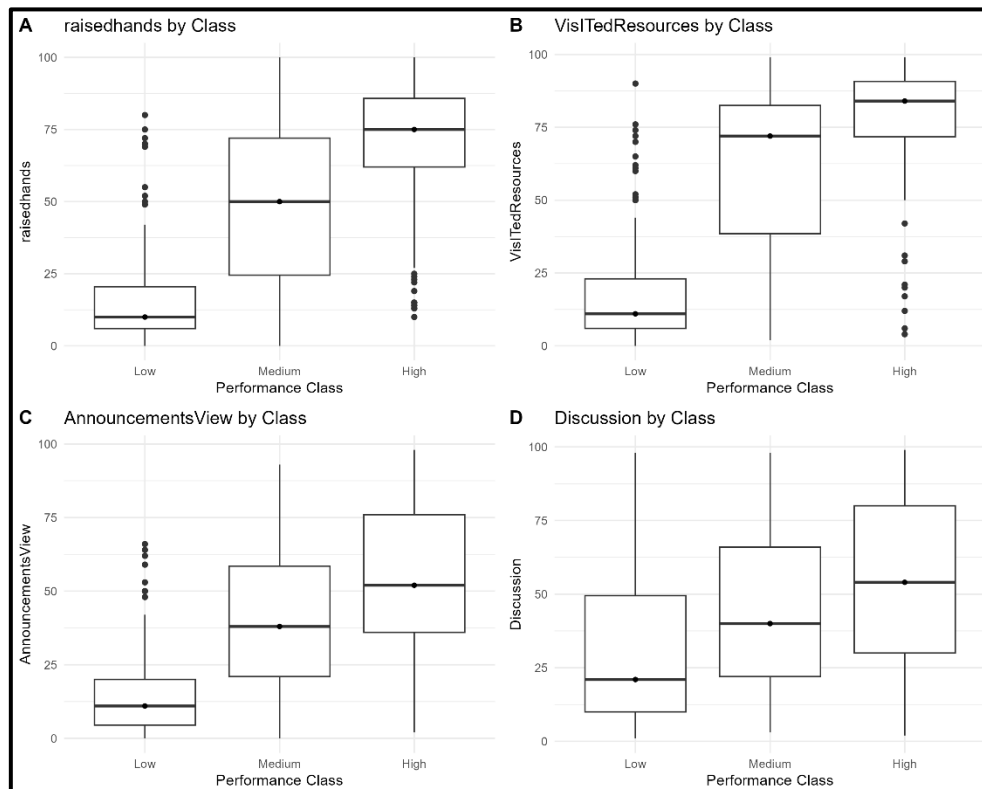 A raisedhands by Class
100
75
50
25
0
raisedhands
Low Medium High
Performance Class
B VisITedResources by Class
100
75
50
25
0
VisITedResources
Low Medium High
Performance Class
C AnnouncementsView by Class
100
75
50
25
0
AnnouncementsView
Low Medium High
Performance Class
D Discussion by Class
100
75
50
25
0
Discussion
Low Medium High
Performance Class